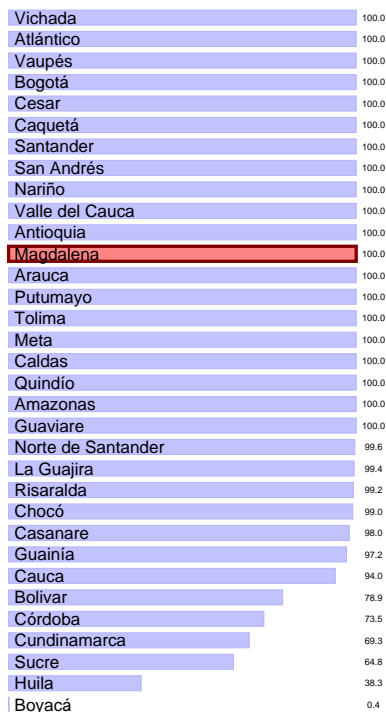 Vichada 100.0
Atlántico 100.0
Vaupés 100.0
Bogotá 100.0
Cesar 100.0
Caquetá 100.0
Santander 100.0
San Andrés 100.0
Nariño 100.0
Valle del Cauca 100.0
Antioquia 100.0
Magdalena 100.0
Arauca 100.0
Putumayo 100.0
Tolima 100.0
Meta 100.0
Caldas 100.0
Quindío 100.0
Amazonas 100.0
Guaviare 100.0
Norte de Santander 99.6
La Guajira 99.4
Risaralda 99.2
Chocó 99.0
Casanare 98.0
Guainía 97.2
Cauca 94.0
Bolivar 78.9
Córdoba 73.5
Cundinamarca 69.3
Sucre 64.8
Huila 38.3
Boyacá 0.4